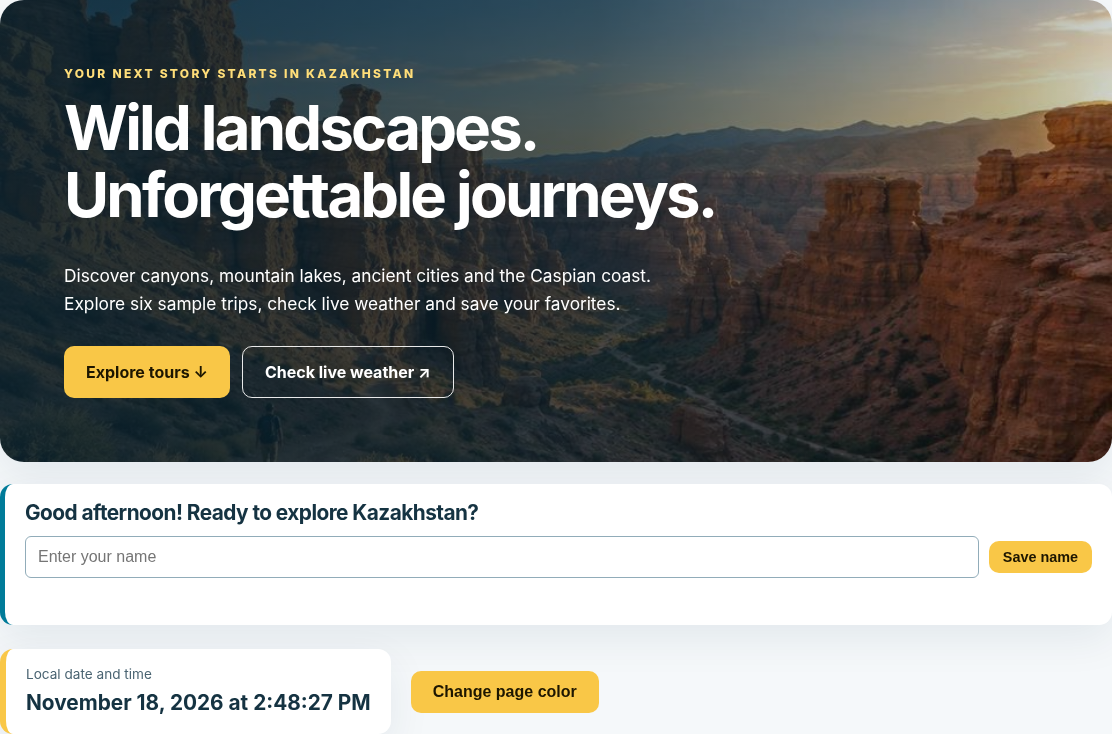 YOUR NEXT STORY STARTS IN KAZAKHSTAN
Wild landscapes.
Unforgettable journeys.
Discover canyons, mountain lakes, ancient cities and the Caspian coast.
Explore six sample trips, check live weather and save your favorites.
Explore tours ↓
Check live weather ↗
Good afternoon! Ready to explore Kazakhstan?
Enter your name
Save name
Local date and time
November 18, 2026 at 2:48:27 PM
Change page color